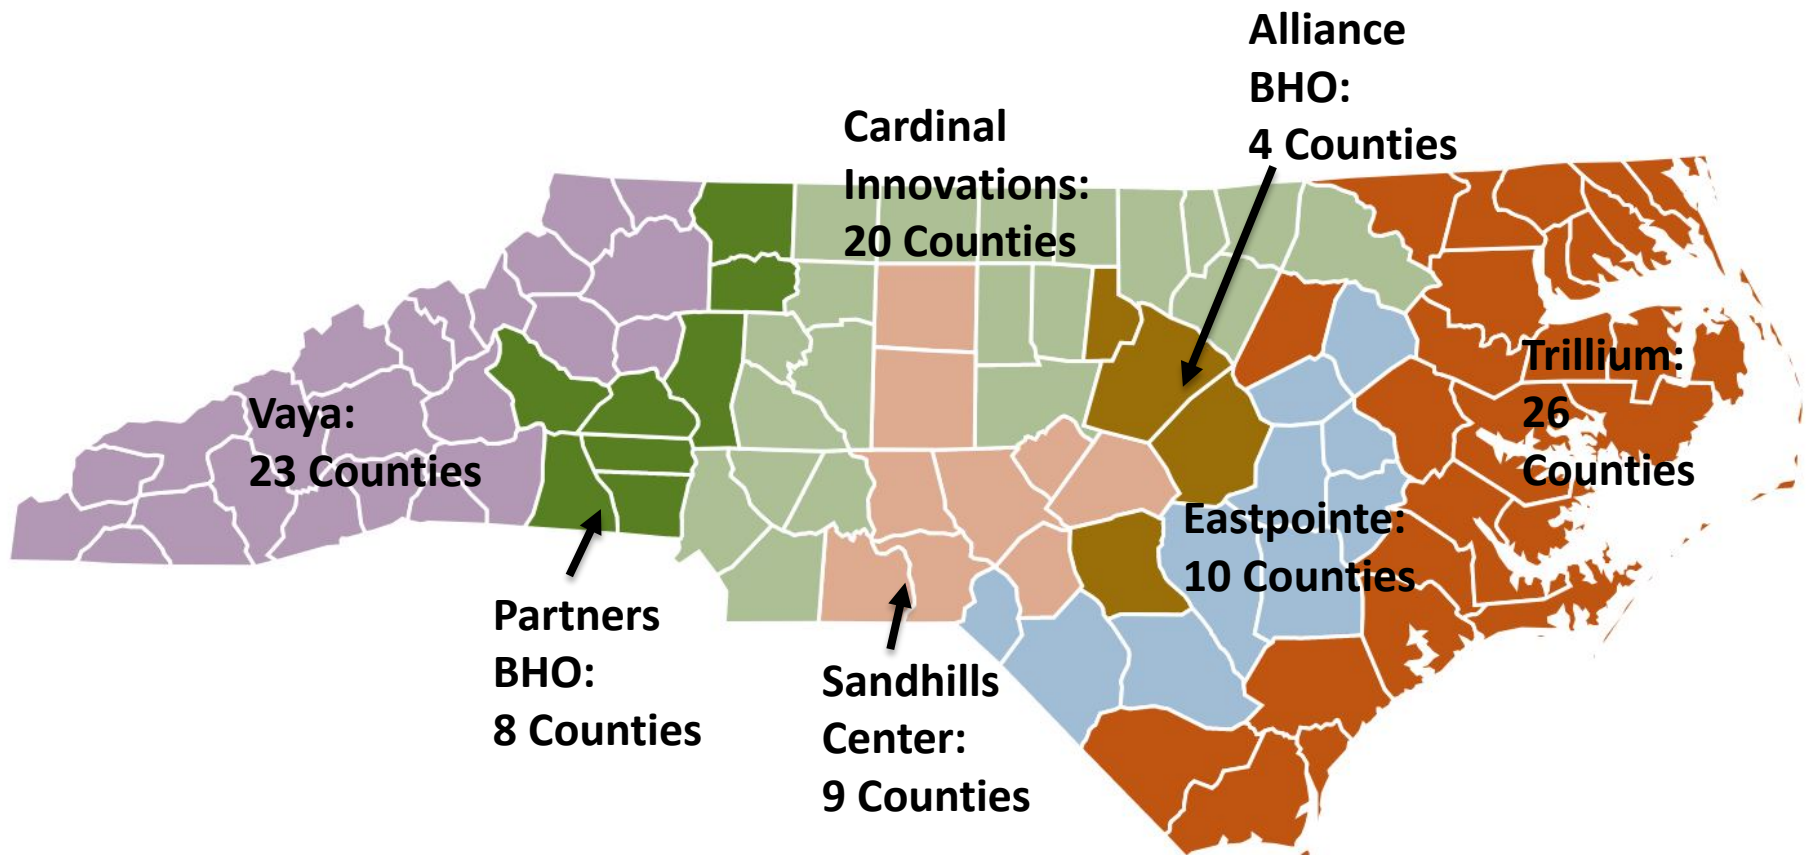 Alliance
BHO:
4 Counties
Cardinal
Innovations:
20 Counties
Trillium:
26
Counties
Vaya:
23 Counties
Eastpointe:
10 Counties
Partners
BHO:
8 Counties
Sandhills
Center:
9 Counties